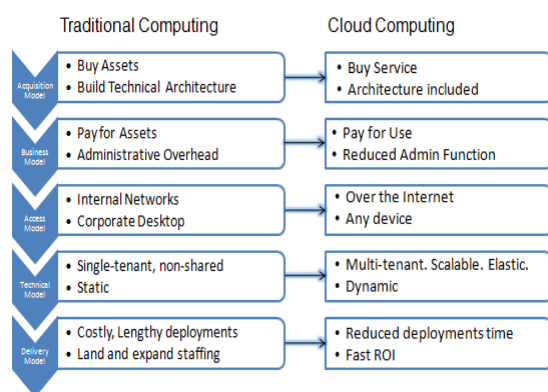 Traditional Computing
Cloud Computing
Acquisition
Model
• Buy Assets
• Build Technical Architecture
• Buy Service
• Architecture included
Business
Model
• Pay for Assets
• Administrative Overhead
• Pay for Use
• Reduced Admin Function
Access
Model
• Internal Networks
• Corporate Desktop
• Over the Internet
• Any device
Technical
Model
• Single-tenant, non-shared
• Static
• Multi-tenant. Scalable. Elastic.
• Dynamic
Delivery
Model
• Costly, Lengthy deployments
• Land and expand staffing
• Reduced deployments time
• Fast ROI